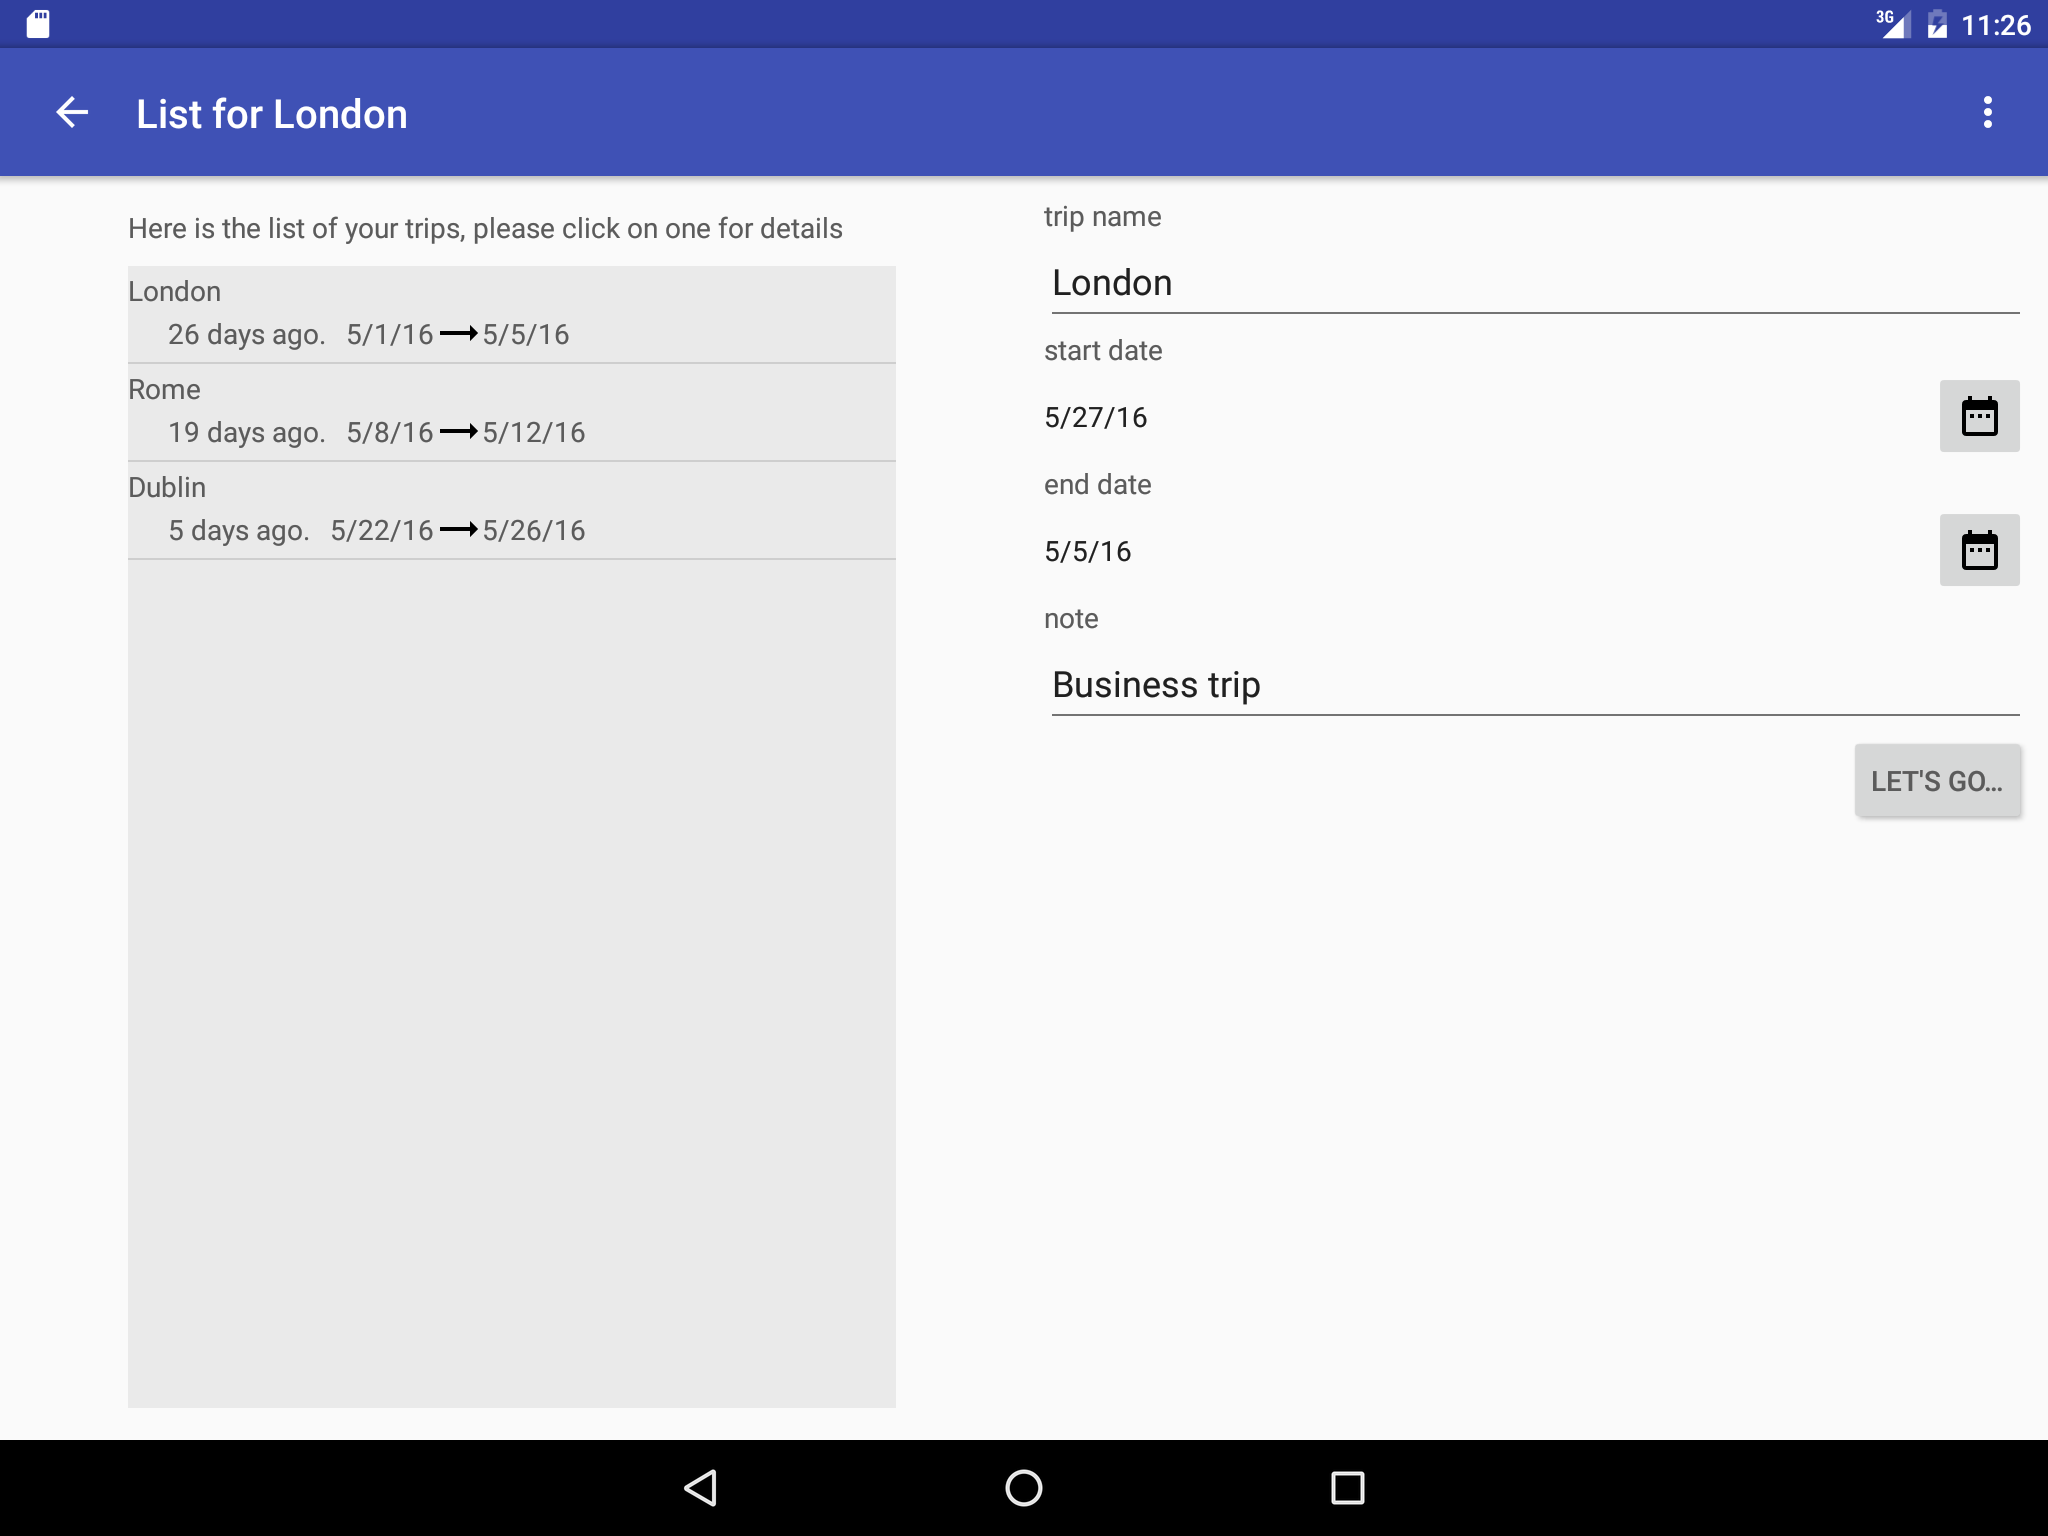 3G 11:26
List for London
Here is the list of your trips, please click on one for details
London
26 days ago. 5/1/16 5/5/16
Rome
19 days ago. 5/8/16 5/12/16
Dublin
5 days ago. 5/22/16 5/26/16
trip name
London
start date
5/27/16
end date
5/5/16
note
Business trip
LET'S GO...